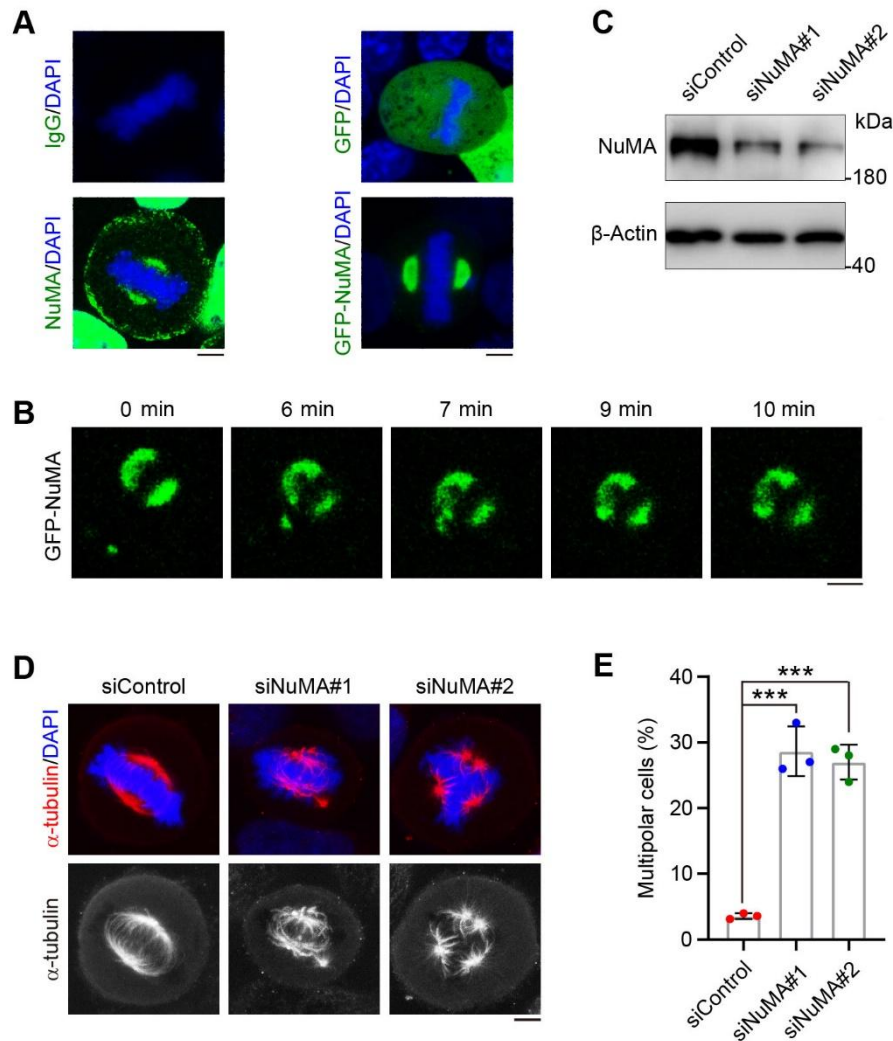 A
IgG/DAPI
GFP/DAPI
NuMA/DAPI
GFP-NuMA/DAPI
C
siControl
siNuMA#1
siNuMA#2
kDa
NuMA
-180
β-Actin
-40
B
0 min
6 min
7 min
9 min
10 min
GFP-NuMA
D
siControl
siNuMA#1
siNuMA#2
α-tubulin/DAPI
α-tubulin
E
Multipolar cells (%)
40
30
20
10
0
***
***
siControl
siNuMA#1
siNuMA#2